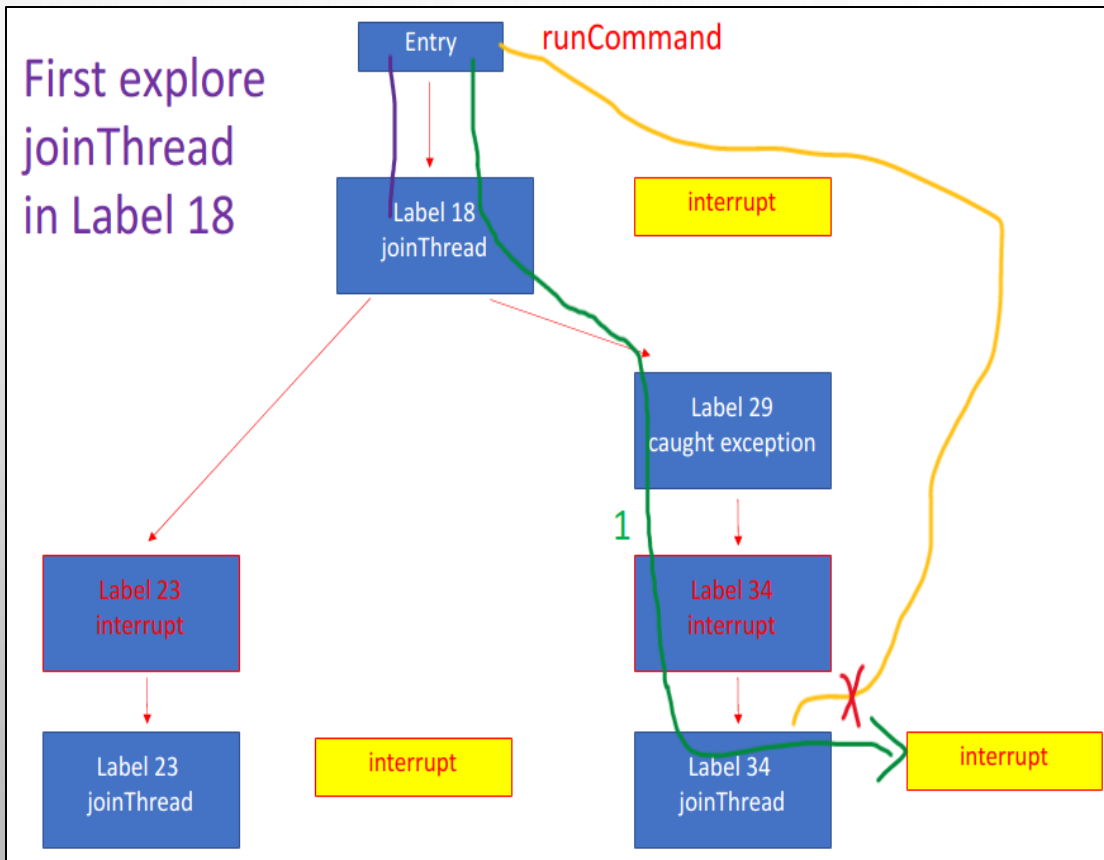 First explore
joinThread
in Label 18
Entry
runCommand
Label 18
joinThread
interrupt
Label 29
caught exception
1
Label 23
interrupt
Label 34
interrupt
Label 23
joinThread
interrupt
Label 34
joinThread
interrupt